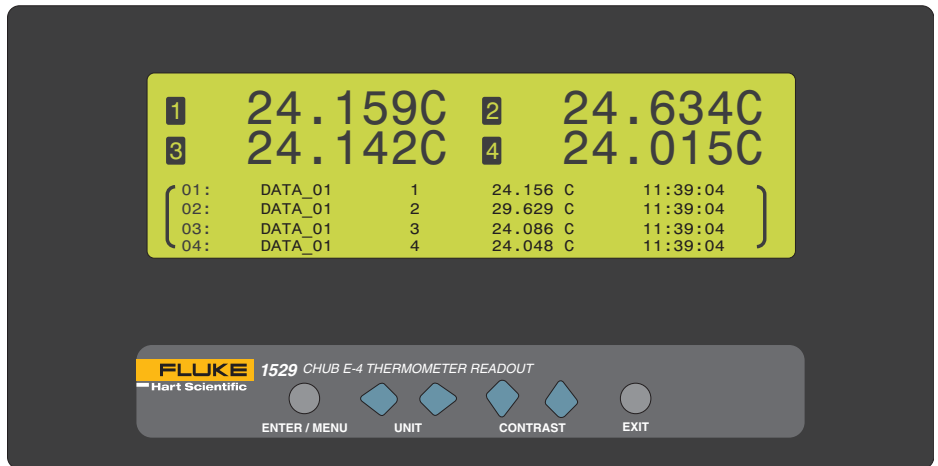 1 24.159C 2 24.634C
3 24.142C 4 24.015C
01: DATA_01 1 24.156 C 11:39:04
02: DATA_01 2 29.629 C 11:39:04
03: DATA_01 3 24.086 C 11:39:04
04: DATA_01 4 24.048 C 11:39:04
FLUKE 1529 CHUB E-4 THERMOMETER READOUT
Hart Scientific
ENTER / MENU UNIT CONTRAST EXIT